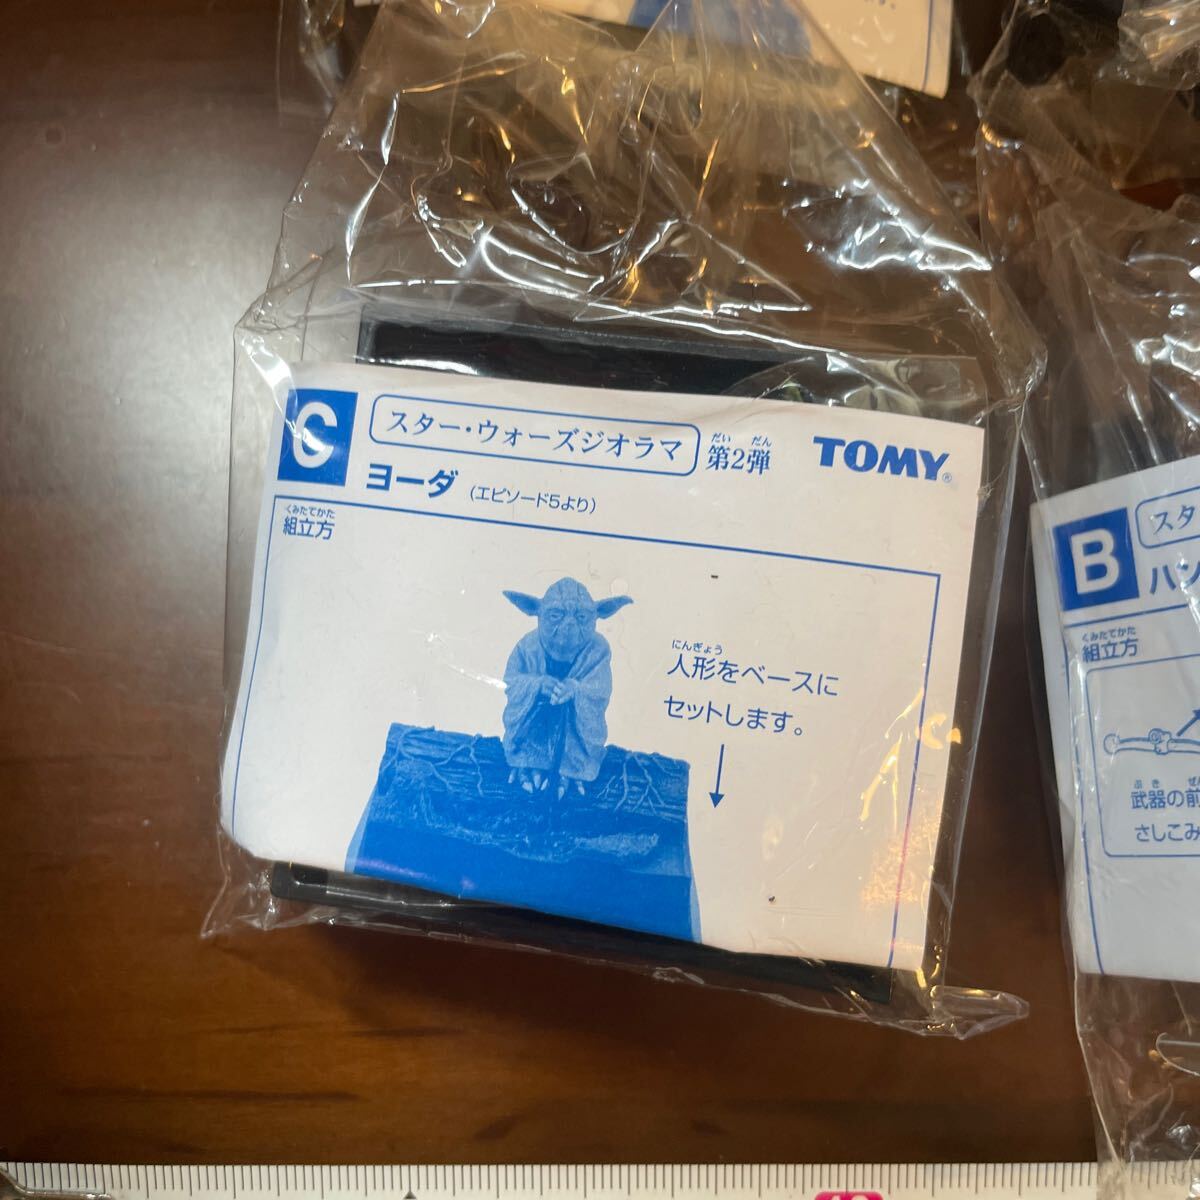 C
スター・ウォーズジオラマ
だい だん
第2弾
TOMY®
ヨーダ (エピソード5より)
くみたてかた
組立方
にんぎょう
人形をベースに
セットします。
B
スタ
ハン
くみたてかた
組立方
ぶき ぜん
武器の前
さしこみ